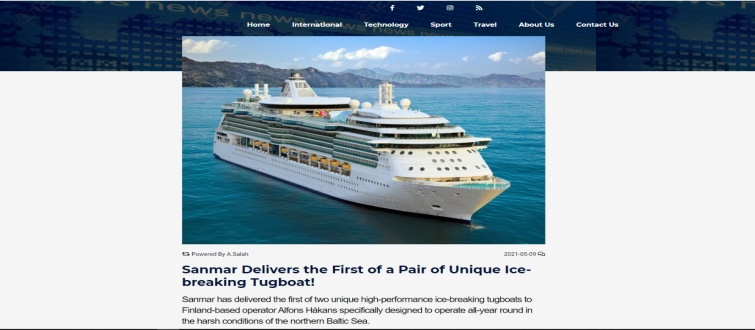 news news
Home International Technology Sport Travel About Us Contact Us
Powered By A.Salah 2021-05-09
Sanmar Delivers the First of a Pair of Unique Ice-
breaking Tugboat!
Sanmar has delivered the first of two unique high-performance ice-breaking tugboats to
Finland-based operator Alfons Håkans specifically designed to operate all-year round in
the harsh conditions of the northern Baltic Sea.